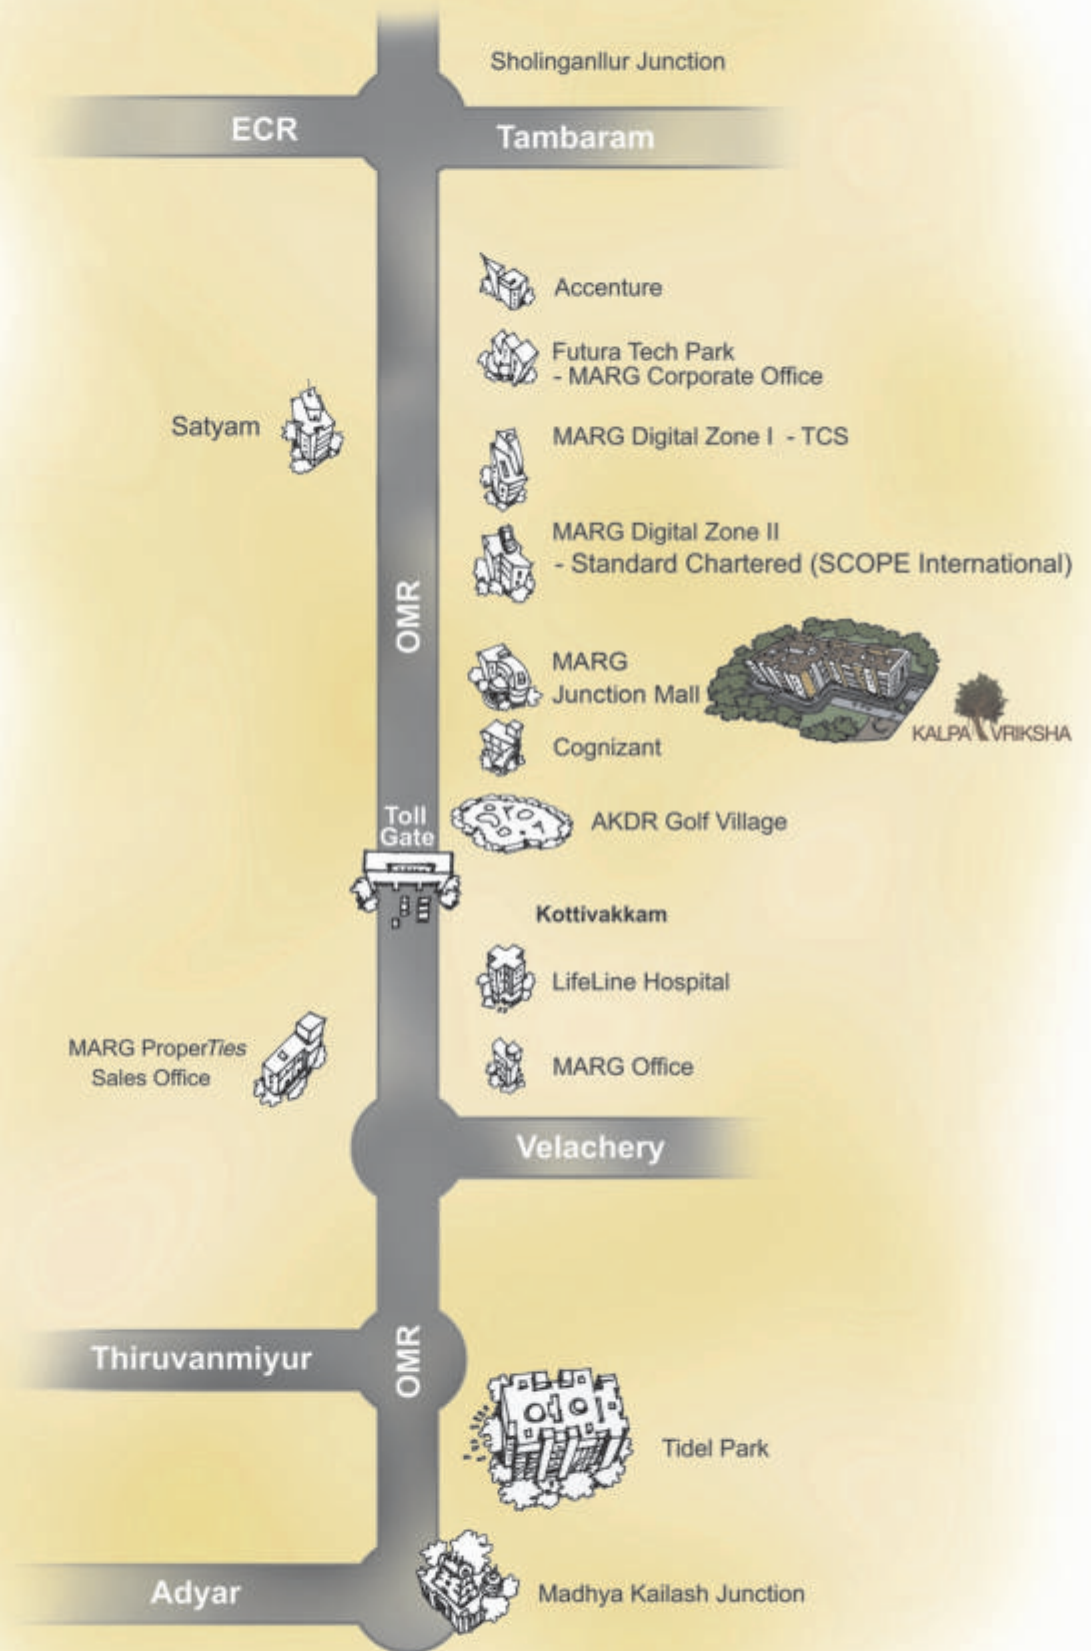 Sholinganllur Junction
ECR
Tambaram
Accenture
Futura Tech Park
- MARG Corporate Office
Satyam
MARG Digital Zone I - TCS
MARG Digital Zone II
- Standard Chartered (SCOPE International)
OMR
MARG
Junction Mall
KALPA VRIKSHA
Cognizant
Toll
Gate
AKDR Golf Village
Kottivakkam
LifeLine Hospital
MARG ProperTies
Sales Office
MARG Office
Velachery
Thiruvanmiyur
OMR
Tidel Park
Adyar
Madhya Kailash Junction